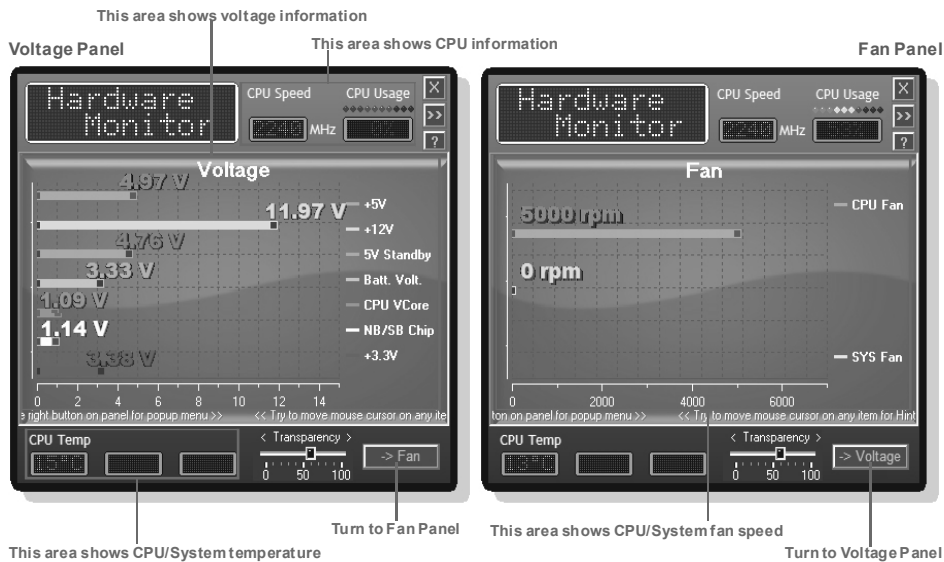 This area shows voltage information
This area shows CPU information
Voltage Panel
Fan Panel
Hardware
Monitor
CPU Speed
CPU Usage
X
2240 MHz
>>
?
Voltage
4.97 V
+5V
11.97 V
+12V
4.76 V
5V Standby
3.33 V
Batt. Volt.
1.09 V
CPU VCore
1.14 V
NB/SB Chip
3.38 V
+3.3V
0 2 4 6 8 10 12 14
right button on panel for popup menu >> << Try to move mouse cursor on any
CPU Temp
15°C
< Transparency >
0 50 100
-> Fan
Hardware
Monitor
CPU Speed
CPU Usage
X
2240 MHz
>>
?
Fan
5000 rpm
CPU Fan
0 rpm
SYS Fan
0 2000 4000 6000
on panel for popup menu >> << Try to move mouse cursor on any item for Hint
CPU Temp
13°C
< Transparency >
0 50 100
-> Voltage
Turn to Fan Panel
This area shows CPU/System fan speed
This area shows CPU/System temperature
Turn to Voltage Panel